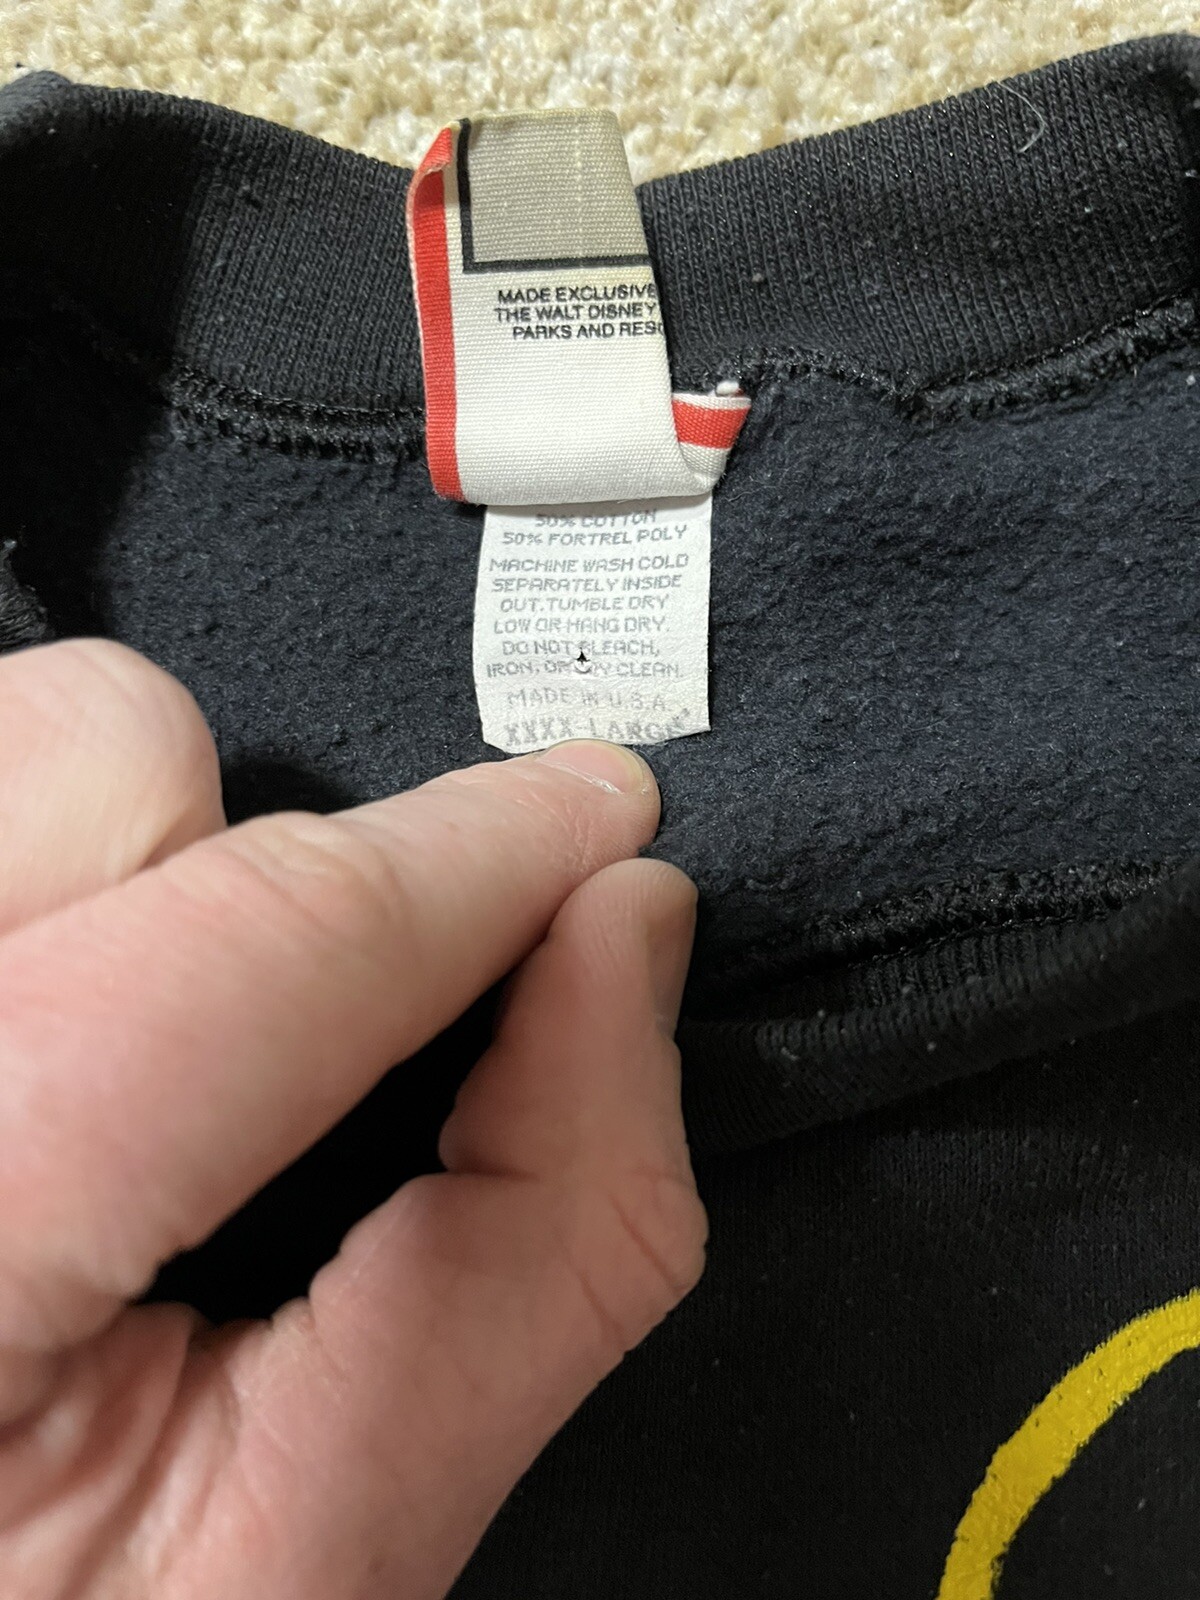 MADE EXCLUSIVE
THE WALT DISNEY
PARKS AND RESO
50% COTTON
50% FORTREL POLY
MACHINE WASH COLD
SEPARATELY INSIDE
OUT. TUMBLE DRY
LOW OR HANG DRY.
DO NOT BLEACH,
IRON, OR DRY CLEAN.
MADE IN U.S.A.
XXXX-LARGE